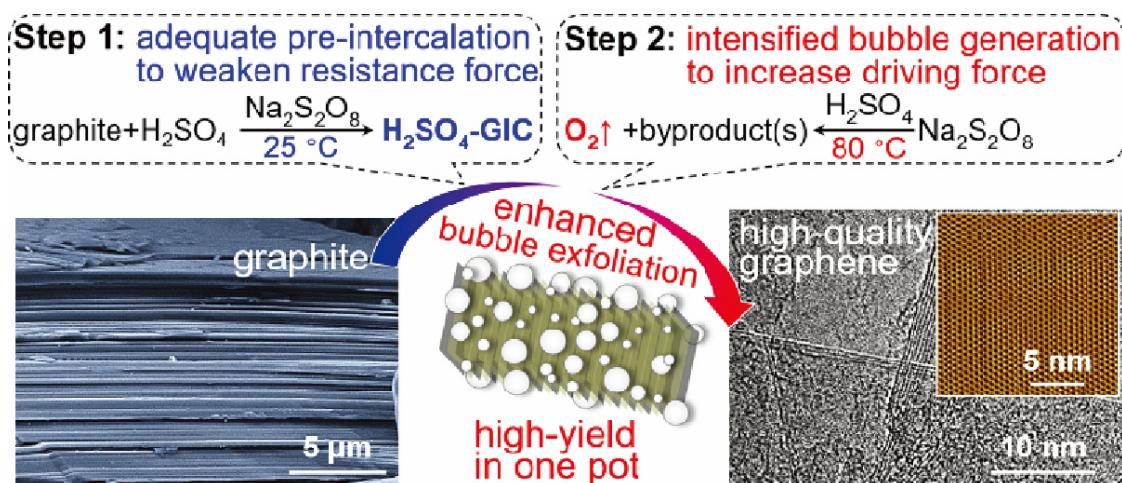 Step 1: adequate pre-intercalation
to weaken resistance force
Na₂S₂O₈
graphite+H₂SO₄ → H₂SO₄-GIC
25 °C
Step 2: intensified bubble generation
to increase driving force
H₂SO₄
O₂↑ +byproduct(s) ← Na₂S₂O₈
80 °C
graphite
5 μm
enhanced
bubble exfoliation
high-yield
in one pot
high-quality
graphene
5 nm
10 nm